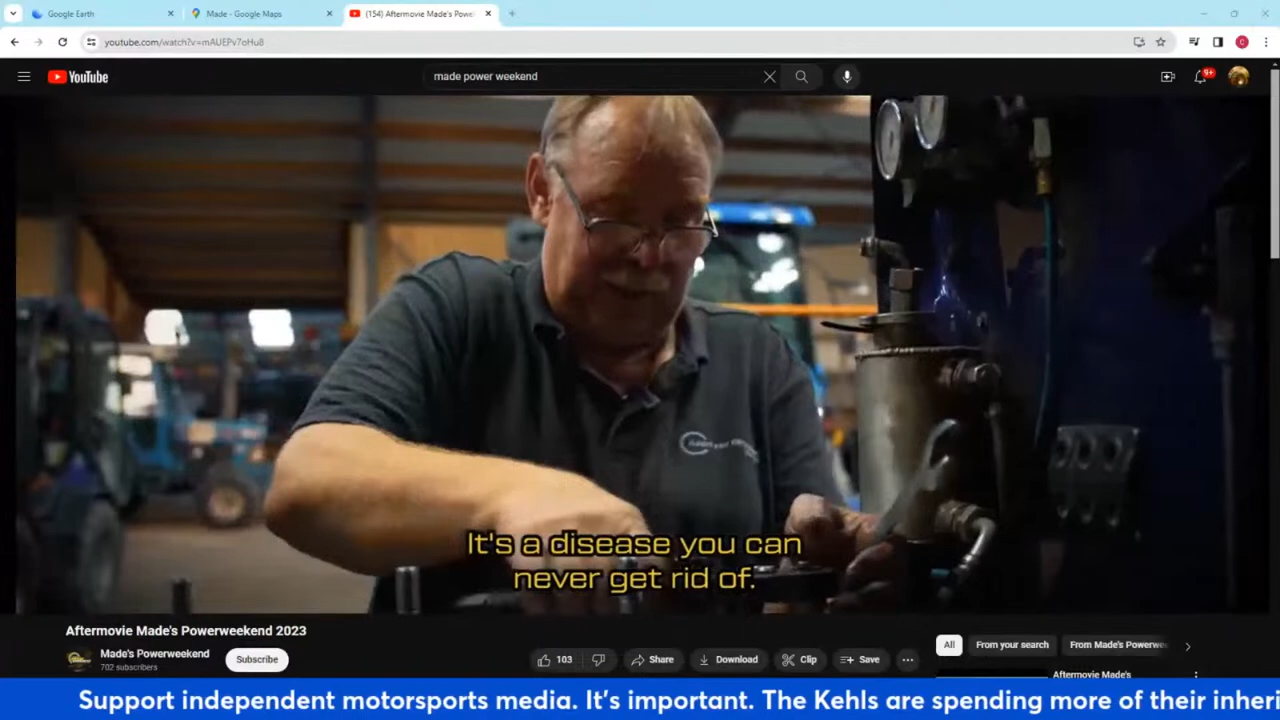 Google Earth
Made - Google Maps
(154) Aftermovie Made's Powe
youtube.com/watch?v=mAUEPv7oHu8
YouTube
made power weekend
9+
It's a disease you can
never get rid of.
Aftermovie Made's Powerweekend 2023
Made's Powerweekend
702 subscribers
Subscribe
103
Share
Download
Clip
Save
All
From your search
From Made's Powerwe
Aftermovie Made's
Support independent motorsports media. It's important. The Kehls are spending more of their inheri